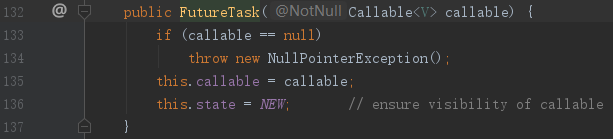 132 @ public FutureTask( @NotNull Callable<V> callable) {
133 if (callable == null)
134 throw new NullPointerException();
135 this.callable = callable;
136 this.state = NEW; // ensure visibility of callable
137 }